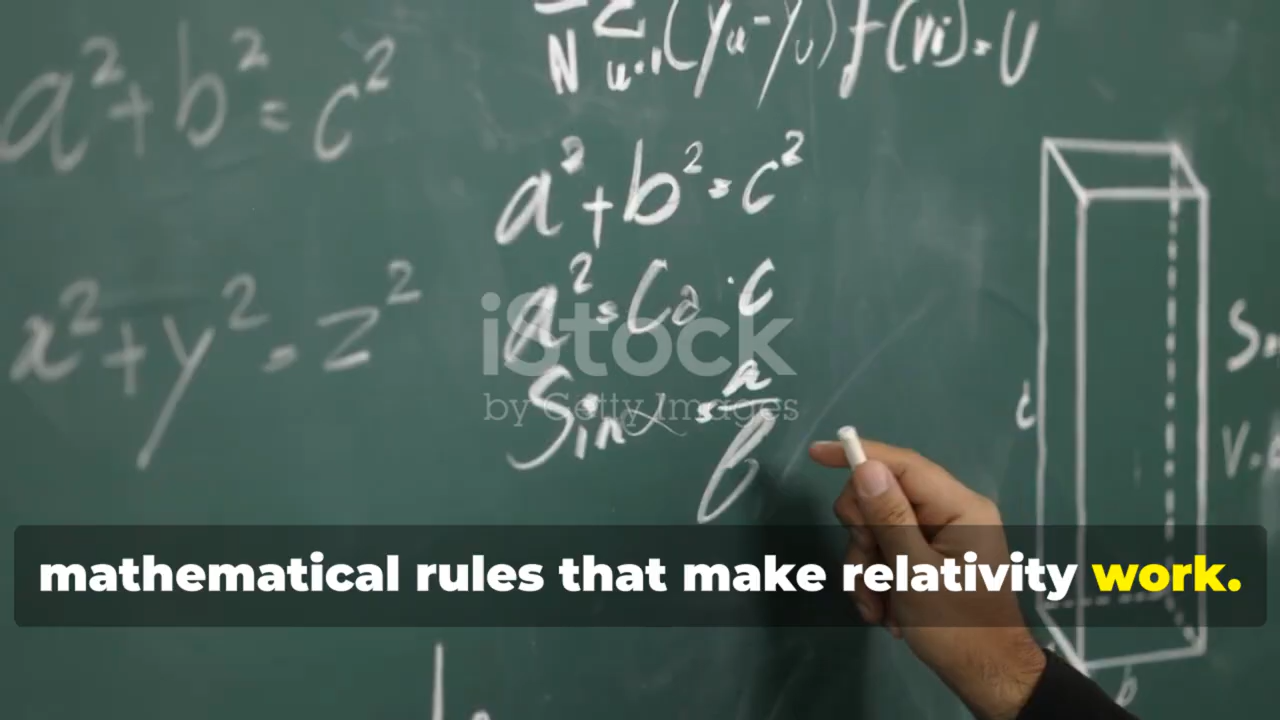 a²+b²=c²
x²+y²=z²
a²+b²=c²
Sinα=
iStock
by Getty Images
b
mathematical rules that make relativity work.